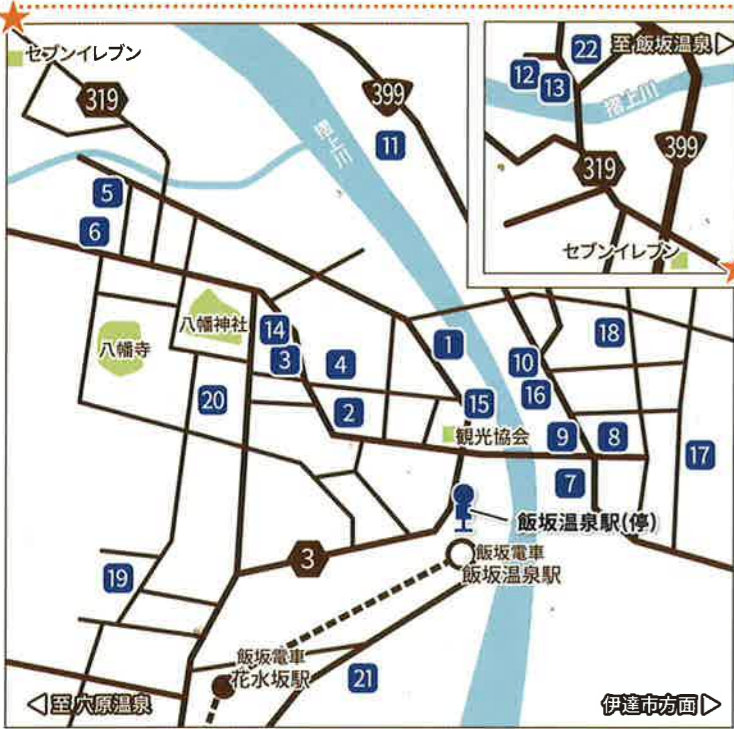 セブンイレブン
319
399
摺上川
11
5
6
八幡神社
八幡寺
14
3
4
1
2
20
15
観光協会
10
16
18
9
8
7
17
飯坂温泉駅(停)
飯坂電車
飯坂温泉駅
3
19
飯坂電車
花水坂駅
21
至 穴原温泉
伊達市方面
22
至 飯坂温泉
12
13
摺上川
319
399
セブンイレブン